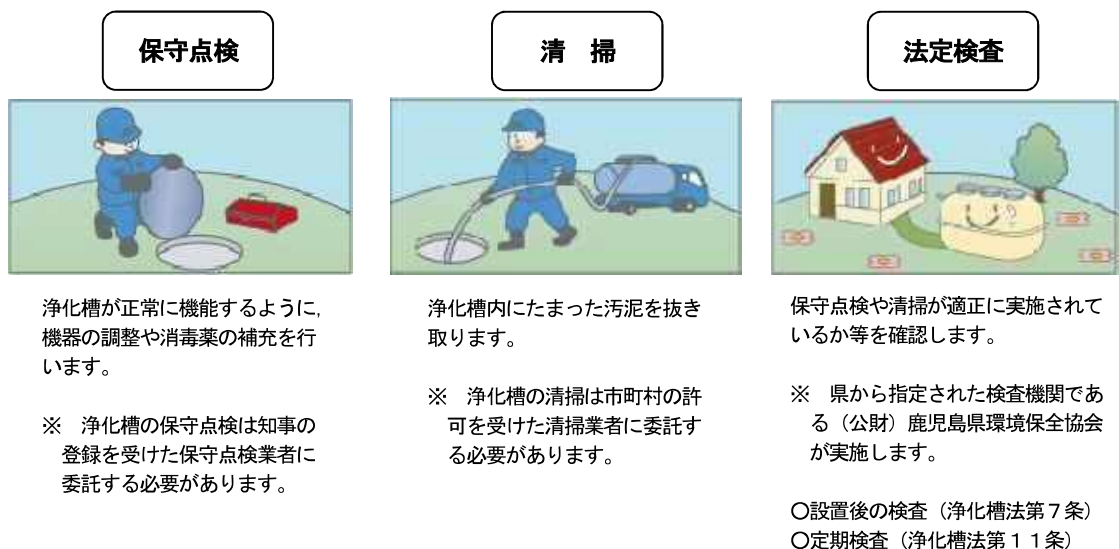 保守点検
浄化槽が正常に機能するように,
機器の調整や消毒薬の補充を行
います。
※　浄化槽の保守点検は知事の
登録を受けた保守点検業者に
委託する必要があります。
清　掃
浄化槽内にたまった汚泥を抜き
取ります。
※　浄化槽の清掃は市町村の許
可を受けた清掃業者に委託す
る必要があります。
法定検査
保守点検や清掃が適正に実施されて
いるか等を確認します。
※　県から指定された検査機関であ
る（公財）鹿児島県環境保全協会
が実施します。
〇設置後の検査（浄化槽法第７条）
〇定期検査（浄化槽法第１１条）